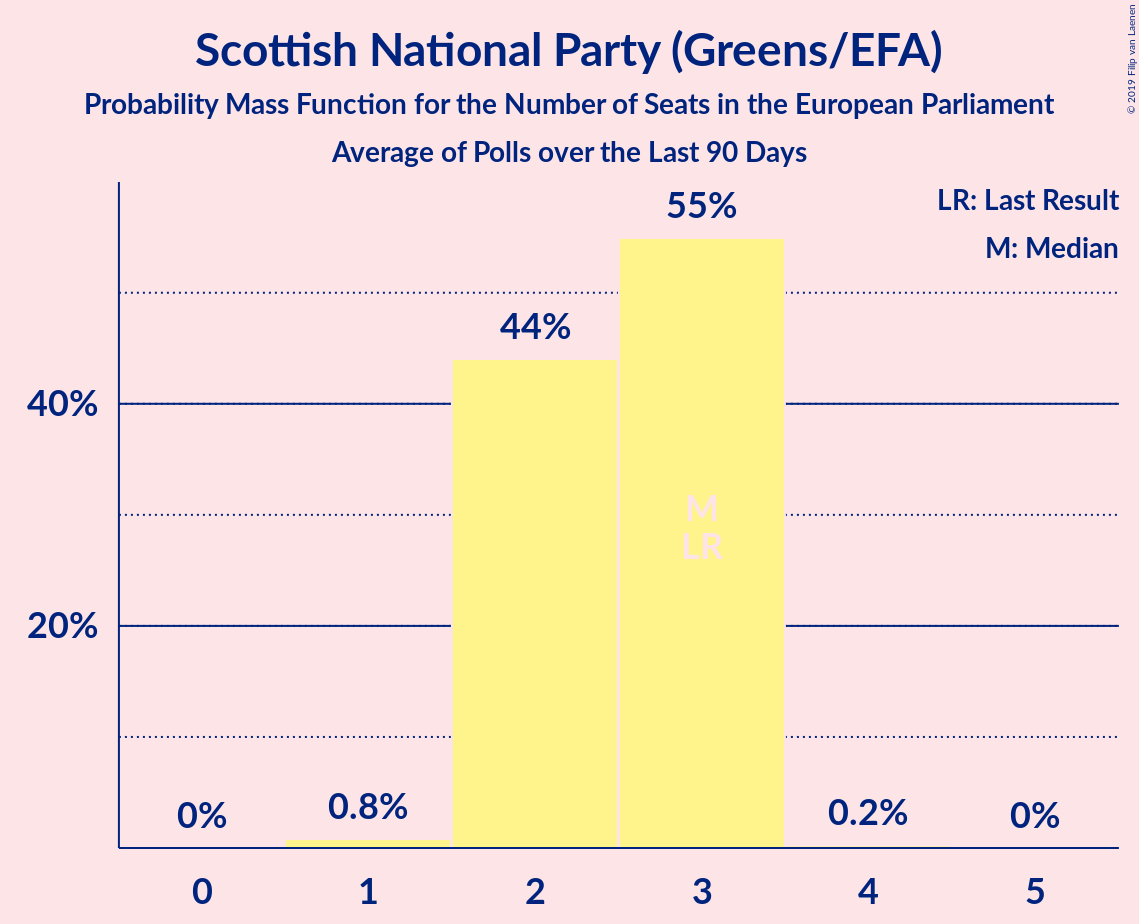 Scottish National Party (Greens/EFA)
Probability Mass Function for the Number of Seats in the European Parliament
Average of Polls over the Last 90 Days
© 2019 Filip van Laenen
LR: Last Result
M: Median
55%
44%
40%
M
LR
20%
0%
0.8%
0.2%
0%
0 1 2 3 4 5